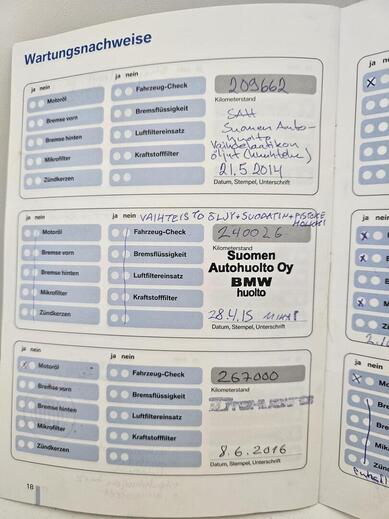 Wartungsnachweise
ja nein
Motoröl
Bremse vorn
Bremse hinten
Mikrofilter
Zündkerzen
ja nein
Fahrzeug-Check
Bremsflüssigkeit
Luftfiltereinsatz
Kraftstofffilter
209662
Kilometerstand
SAH
Suomen Auto-
huolto
öljyt
21.5 2014
Datum, Stempel, Unterschrift
ja nein
Motoröl
Bremse vorn
Bremse hinten
Mikrofilter
Zündkerzen
ja nein
VAIHTEISTO ÖLJY + SUODATIN +
Fahrzeug-Check
Bremsflüssigkeit
Luftfiltereinsatz
Kraftstofffilter
240026
Kilometerstand
Suomen
Autohuolto Oy
BMW
huolto
28.4.15
Datum, Stempel, Unterschrift
ja nein
Motoröl
Bremse vorn
Bremse hinten
Mikrofilter
Zündkerzen
ja nein
Fahrzeug-Check
Bremsflüssigkeit
Luftfiltereinsatz
Kraftstofffilter
267000
Kilometerstand
8.6.2016
Datum, Stempel, Unterschrift
18
ja